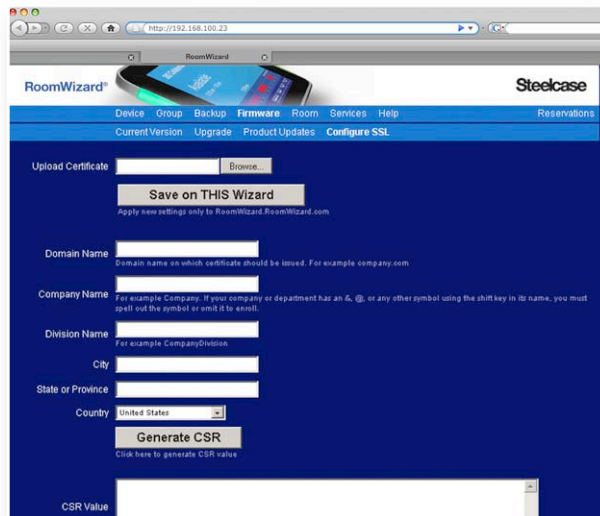 http://192.168.100.23
RoomWizard
RoomWizard®
Steelcase
Device Group Backup Firmware Room Services Help Reservations
Current Version Upgrade Product Updates Configure SSL
Upload Certificate Browse...
Save on THIS Wizard
Apply new settings only to RoomWizard.RoomWizard.com
Domain Name
Domain name on which certificate should be issued. For example company.com
Company Name
For example Company. If your company or department has an &, @, or any other symbol using the shift key in its name, you must
spell out the symbol or omit it to enroll.
Division Name
For example CompanyDivision
City
State or Province
Country United States
Generate CSR
Click here to generate CSR value
CSR Value